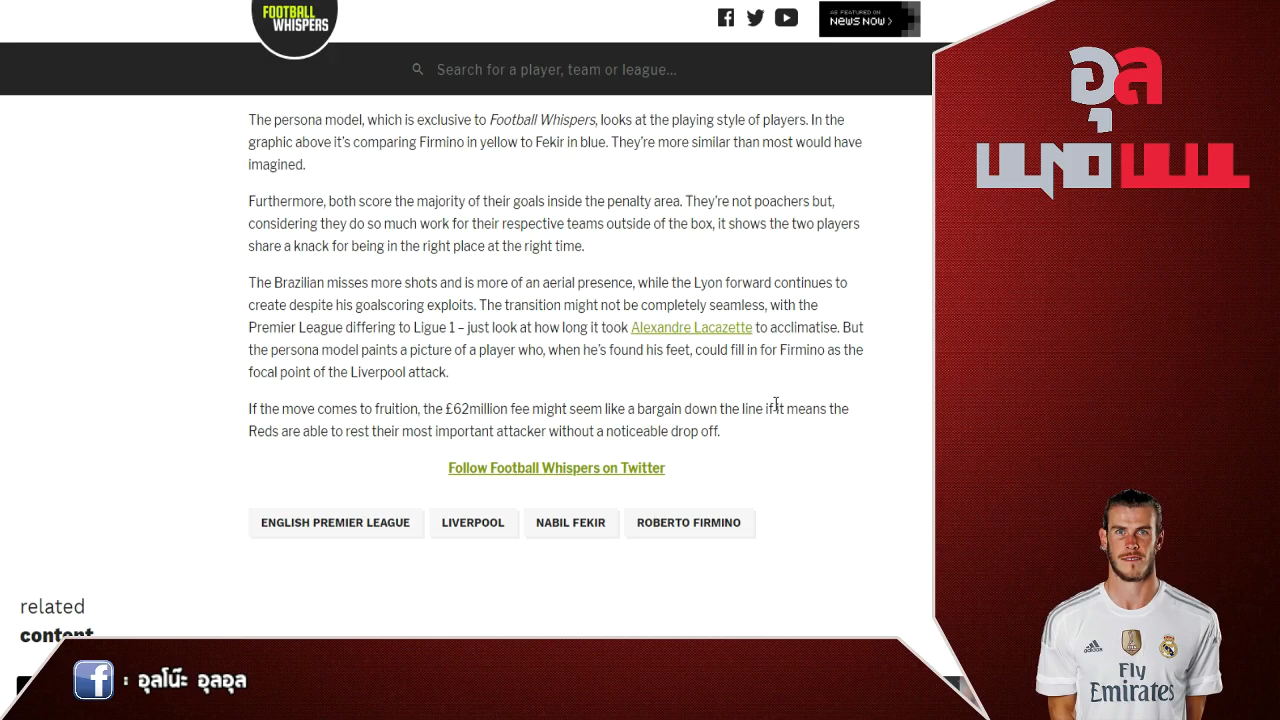 FOOTBALL
WHISPERS
AS FEATURED ON
NEWS NOW >
Search for a player, team or league...
The persona model, which is exclusive to Football Whispers, looks at the playing style of players. In the
graphic above it's comparing Firmino in yellow to Fekir in blue. They're more similar than most would have
imagined.
Furthermore, both score the majority of their goals inside the penalty area. They're not poachers but,
considering they do so much work for their respective teams outside of the box, it shows the two players
share a knack for being in the right place at the right time.
The Brazilian misses more shots and is more of an aerial presence, while the Lyon forward continues to
create despite his goalscoring exploits. The transition might not be completely seamless, with the
Premier League differing to Ligue 1 – just look at how long it took Alexandre Lacazette to acclimatise. But
the persona model paints a picture of a player who, when he's found his feet, could fill in for Firmino as the
focal point of the Liverpool attack.
If the move comes to fruition, the £62million fee might seem like a bargain down the line if it means the
Reds are able to rest their most important attacker without a noticeable drop off.
Follow Football Whispers on Twitter
ENGLISH PREMIER LEAGUE
LIVERPOOL
NABIL FEKIR
ROBERTO FIRMINO
related
content
อุล
adidas
Fly
Emirates
f : อุลโน๊ะ อุลอุล